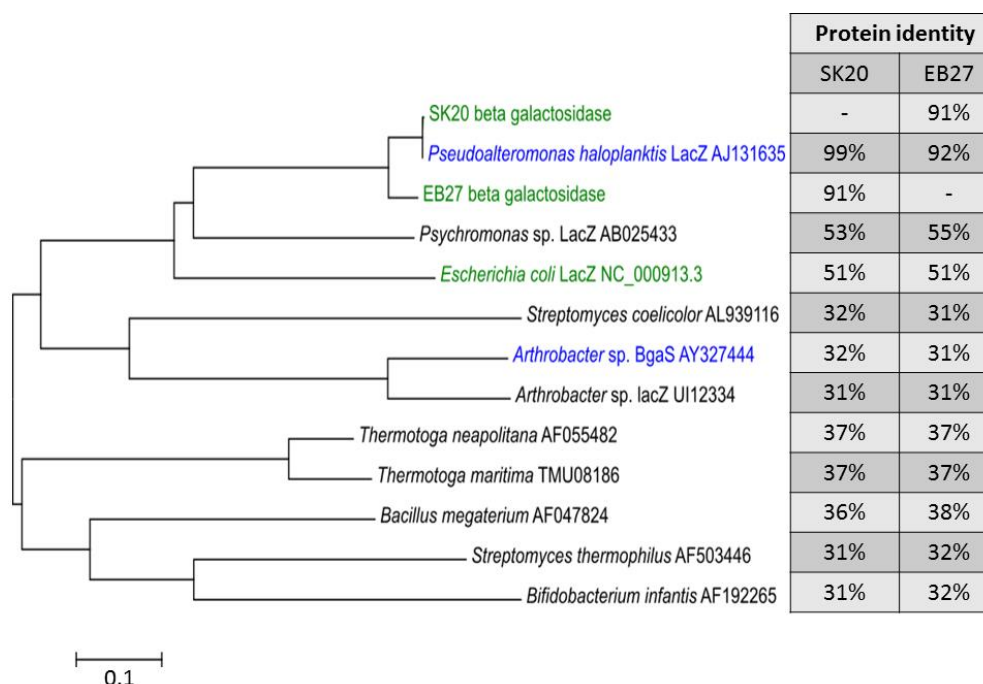 Protein identity
SK20 EB27
SK20 beta galactosidase - 91%
Pseudoalteromonas haloplanktis LacZ AJ131635 99% 92%
EB27 beta galactosidase 91% -
Psychromonas sp. LacZ AB025433 53% 55%
Escherichia coli LacZ NC_000913.3 51% 51%
Streptomyces coelicolor AL939116 32% 31%
Arthrobacter sp. BgaS AY327444 32% 31%
Arthrobacter sp. lacZ UI12334 31% 31%
Thermotoga neapolitana AF055482 37% 37%
Thermotoga maritima TMU08186 37% 37%
Bacillus megaterium AF047824 36% 38%
Streptomyces thermophilus AF503446 31% 32%
Bifidobacterium infantis AF192265 31% 32%
0.1